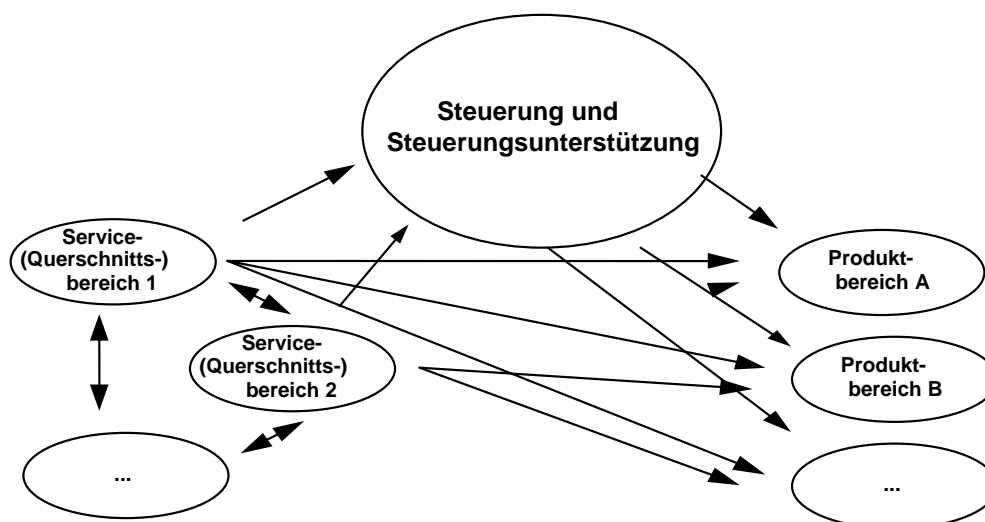 Steuerung und
Steuerungsunterstützung
Service-
(Querschnitts-)
bereich 1
Produkt-
bereich A
Service-
(Querschnitts-)
bereich 2
Produkt-
bereich B
...
...